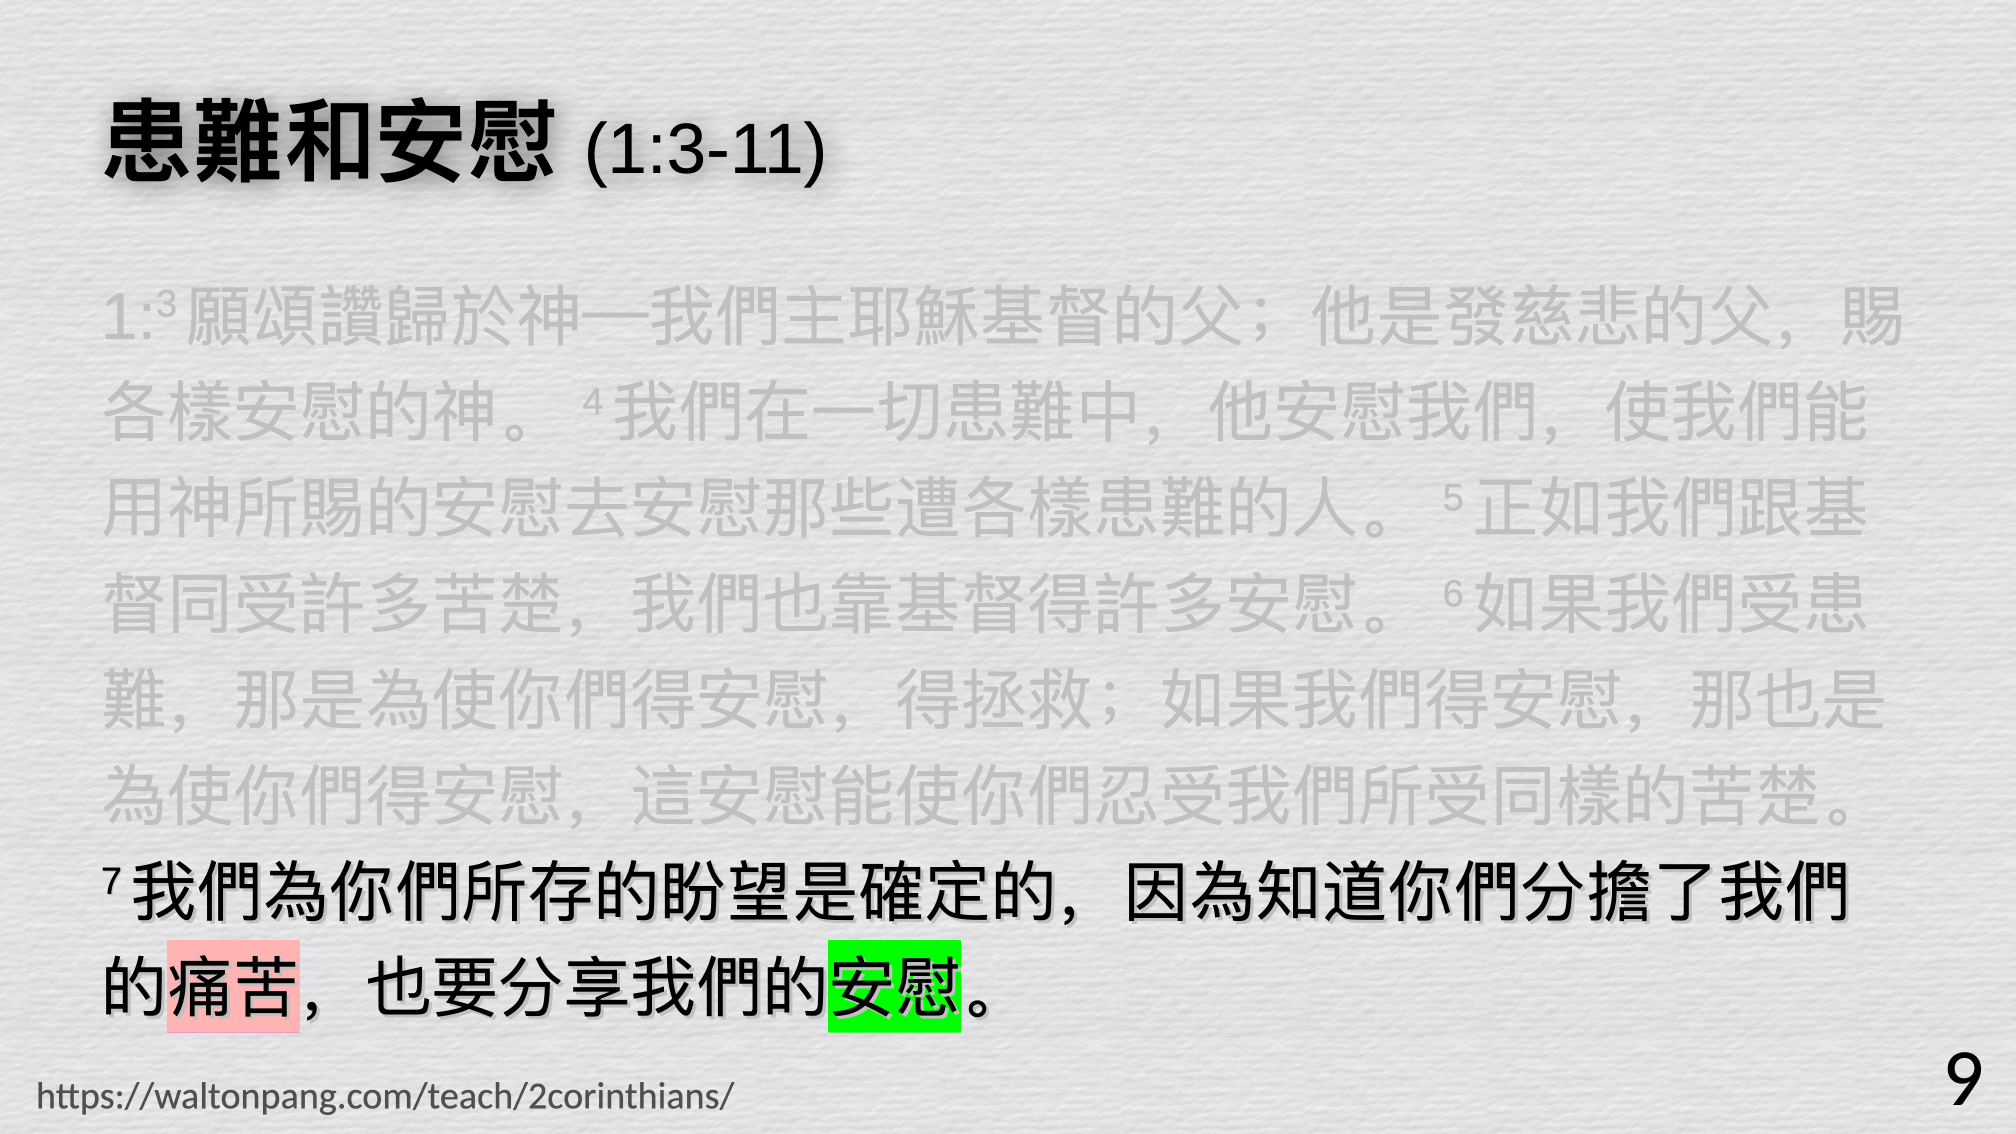 患難和安慰 (1:3-11)
1:3 願頌讚歸於神—我們主耶穌基督的父；他是發慈悲的父，賜
各樣安慰的神。 4 我們在一切患難中，他安慰我們，使我們能
用神所賜的安慰去安慰那些遭各樣患難的人。 5 正如我們跟基
督同受許多苦楚，我們也靠基督得許多安慰。 6 如果我們受患
難，那是為使你們得安慰，得拯救；如果我們得安慰，那也是
為使你們得安慰，這安慰能使你們忍受我們所受同樣的苦楚。
7 我們為你們所存的盼望是確定的，因為知道你們分擔了我們
的痛苦，也要分享我們的安慰。
https://waltonpang.com/teach/2corinthians/
9